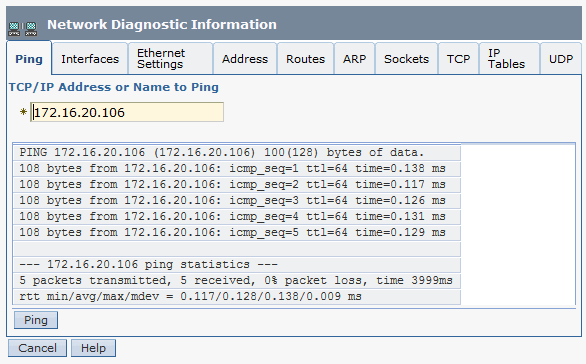 Network Diagnostic Information
Ping Interfaces Ethernet Settings Address Routes ARP Sockets TCP IP Tables UDP
TCP/IP Address or Name to Ping
* 172.16.20.106
PING 172.16.20.106 (172.16.20.106) 100(128) bytes of data.
108 bytes from 172.16.20.106: icmp_seq=1 ttl=64 time=0.138 ms
108 bytes from 172.16.20.106: icmp_seq=2 ttl=64 time=0.117 ms
108 bytes from 172.16.20.106: icmp_seq=3 ttl=64 time=0.126 ms
108 bytes from 172.16.20.106: icmp_seq=4 ttl=64 time=0.131 ms
108 bytes from 172.16.20.106: icmp_seq=5 ttl=64 time=0.129 ms
--- 172.16.20.106 ping statistics ---
5 packets transmitted, 5 received, 0% packet loss, time 3999ms
rtt min/avg/max/mdev = 0.117/0.128/0.138/0.009 ms
Ping
Cancel Help